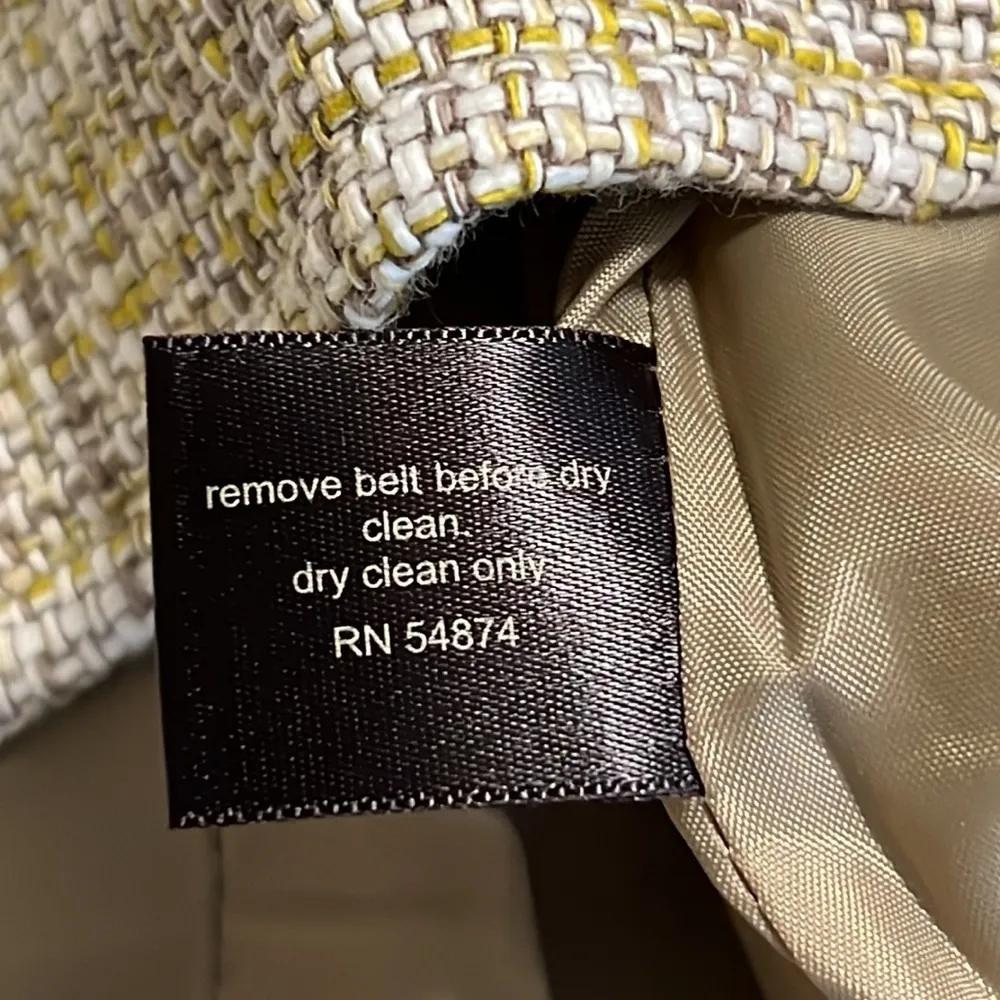 remove belt before dry
clean.
dry clean only.
RN 54874